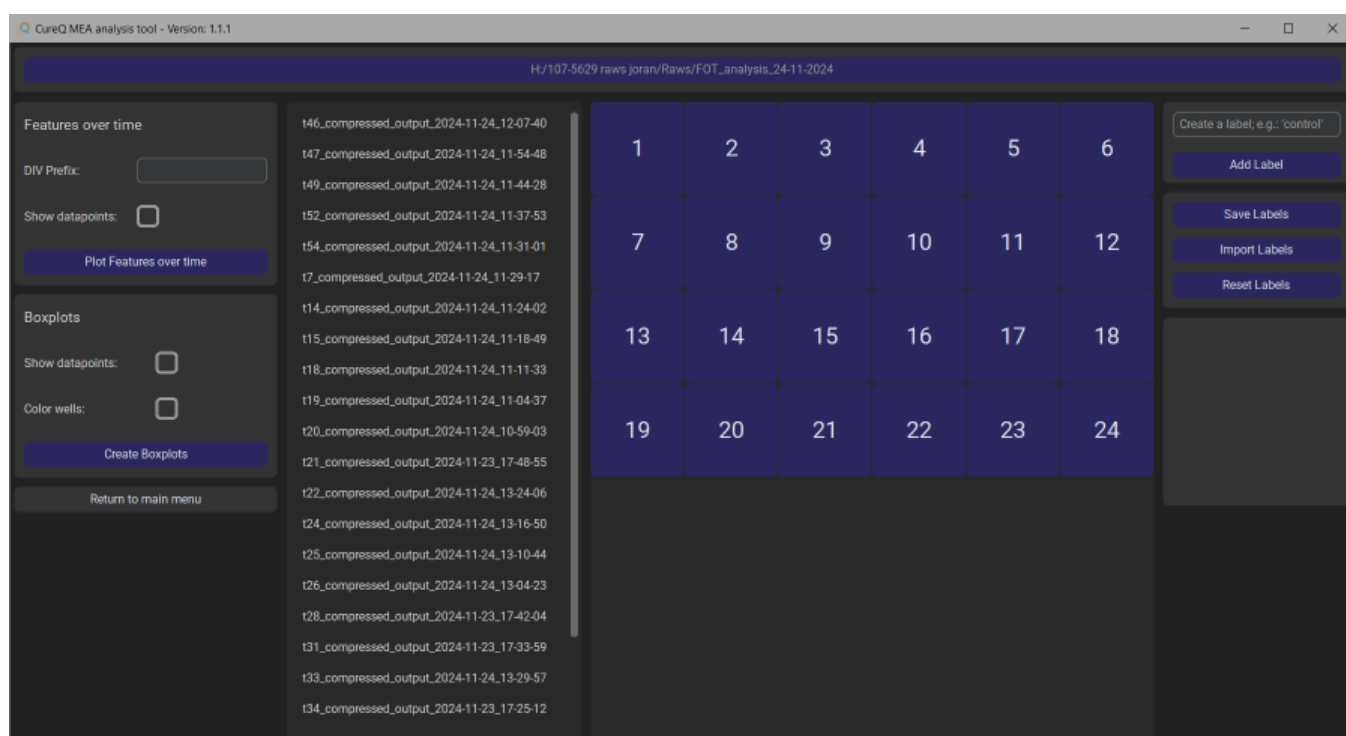 CureQ MEA analysis tool - Version: 1.1.1
H:/107-5629 raws joran/Raws/FOT_analysis_24-11-2024
Features over time
DIV Prefix:
Show datapoints:
Plot Features over time
Boxplots
Show datapoints:
Color wells:
Create Boxplots
Return to main menu
t46_compressed_output_2024-11-24_12-07-40
t47_compressed_output_2024-11-24_11-54-48
t49_compressed_output_2024-11-24_11-44-28
t52_compressed_output_2024-11-24_11-37-53
t54_compressed_output_2024-11-24_11-31-01
t7_compressed_output_2024-11-24_11-29-17
t14_compressed_output_2024-11-24_11-24-02
t15_compressed_output_2024-11-24_11-18-49
t18_compressed_output_2024-11-24_11-11-33
t19_compressed_output_2024-11-24_11-04-37
t20_compressed_output_2024-11-24_10-59-03
t21_compressed_output_2024-11-23_17-48-55
t22_compressed_output_2024-11-24_13-24-06
t24_compressed_output_2024-11-24_13-16-50
t25_compressed_output_2024-11-24_13-10-44
t26_compressed_output_2024-11-24_13-04-23
t28_compressed_output_2024-11-23_17-42-04
t31_compressed_output_2024-11-23_17-33-59
t33_compressed_output_2024-11-24_13-29-57
t34_compressed_output_2024-11-23_17-25-12
1 2 3 4 5 6
7 8 9 10 11 12
13 14 15 16 17 18
19 20 21 22 23 24
Create a label; e.g.: 'control'
Add Label
Save Labels
Import Labels
Reset Labels